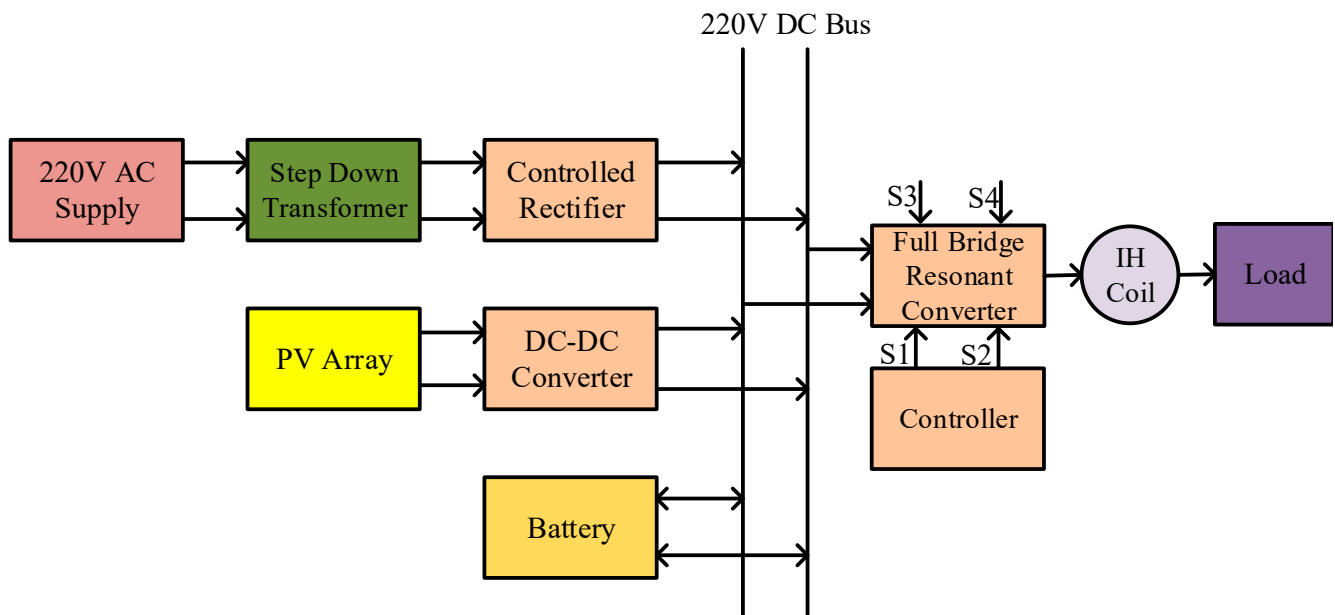 220V DC Bus
220V AC
Supply
Step Down
Transformer
Controlled
Rectifier
S3
S4
Full Bridge
Resonant
Converter
IH
Coil
Load
PV Array
DC-DC
Converter
S1
S2
Controller
Battery